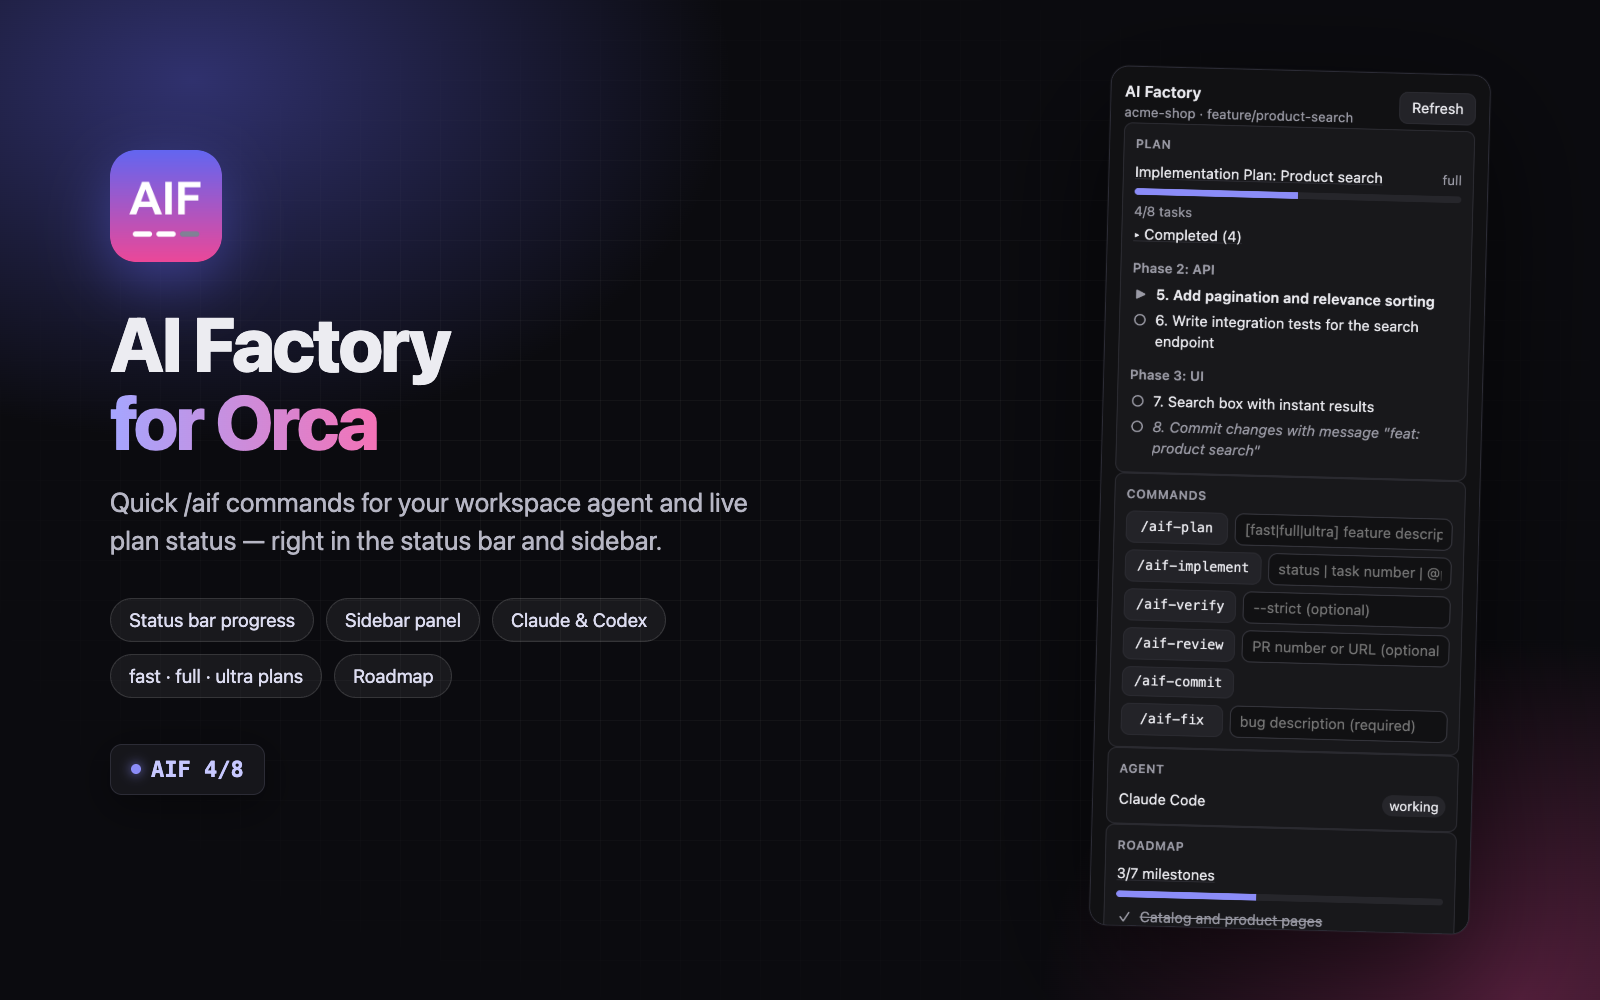 AIF
AI Factory
for Orca
Quick /aif commands for your workspace agent and live
plan status — right in the status bar and sidebar.
Status bar progress
Sidebar panel
Claude & Codex
fast · full · ultra plans
Roadmap
AIF 4/8
AI Factory
acme-shop · feature/product-search
Refresh
PLAN
Implementation Plan: Product search
full
4/8 tasks
Completed (4)
Phase 2: API
5. Add pagination and relevance sorting
6. Write integration tests for the search
endpoint
Phase 3: UI
7. Search box with instant results
8. Commit changes with message "feat:
product search"
COMMANDS
/aif-plan
[fast|full|ultra] feature descrip
/aif-implement
status | task number | @
/aif-verify
--strict (optional)
/aif-review
PR number or URL (optional
/aif-commit
/aif-fix
bug description (required)
AGENT
Claude Code
working
ROADMAP
3/7 milestones
Catalog and product pages